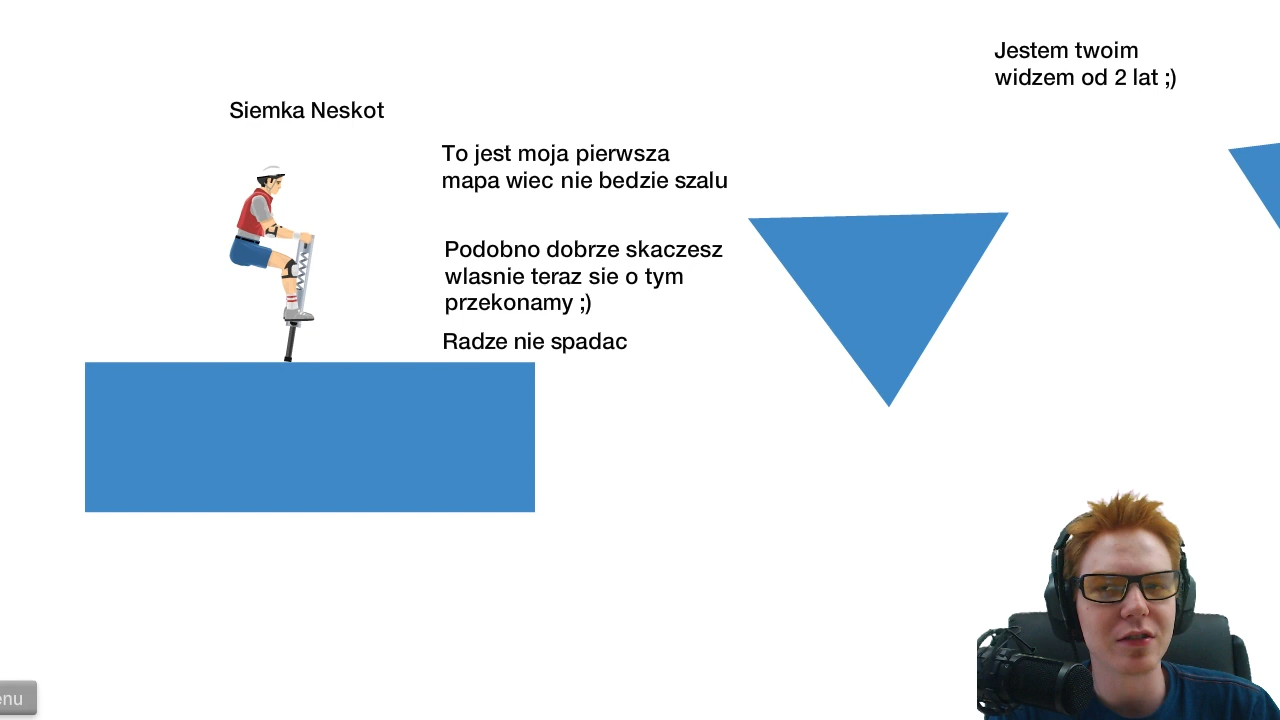 Siemka Neskot
To jest moja pierwsza
mapa wiec nie bedzie szalu
Podobno dobrze skaczesz
wlasnie teraz sie o tym
przekonamy ;)
Radze nie spadac
Jestem twoim
widzem od 2 lat ;)
enu